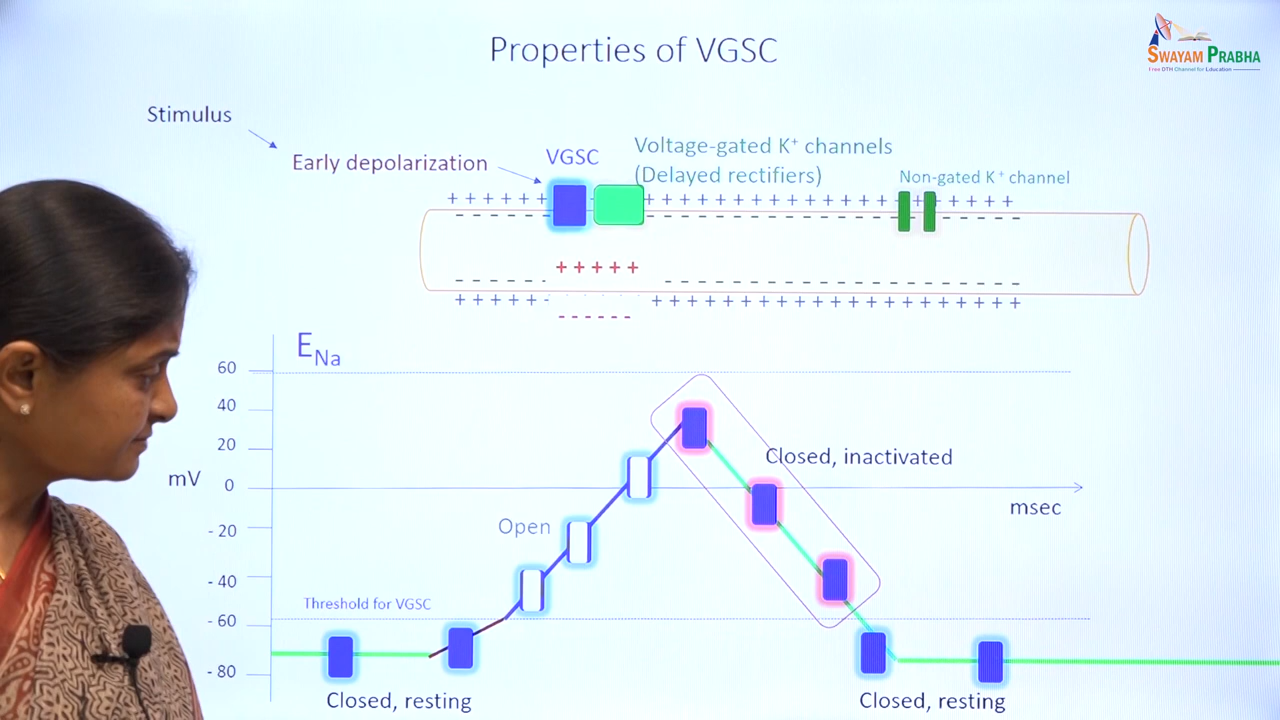 Properties of VGSC
SWAYAM PRABHA
Free DTH Channel for Education
Stimulus
Early depolarization
VGSC
Voltage-gated K⁺ channels
(Delayed rectifiers)
Non-gated K⁺ channel
+ + + + + +
+ + + + + + + + + + + + + +
+ + + + +
- - - - - -
+ + + + +
- - - - - -
+ + + + + +
- - - - - -
E_Na
60
40
20
mV
0
- 20
- 40
- 60
- 80
msec
Open
Closed, inactivated
Threshold for VGSC
Closed, resting
Closed, resting